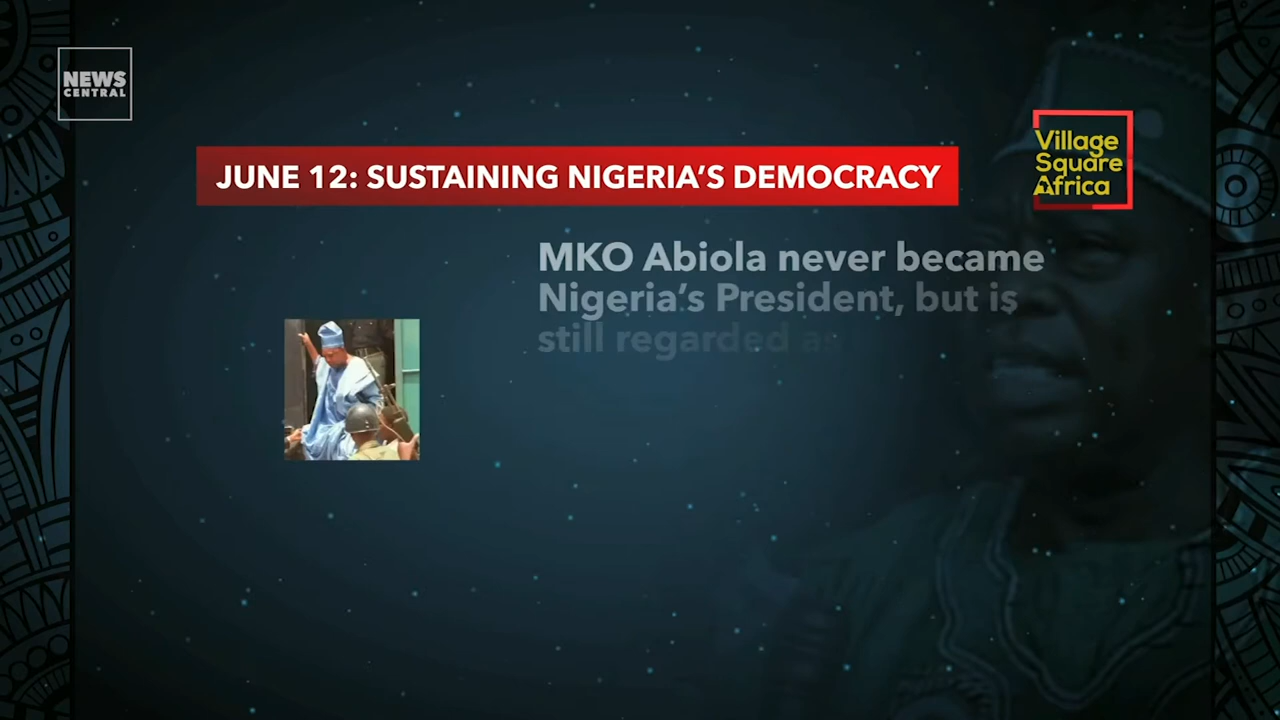 NEWS
CENTRAL
Village
Square
Africa
JUNE 12: SUSTAINING NIGERIA'S DEMOCRACY
MKO Abiola never became
Nigeria's President, but is
still regarded as